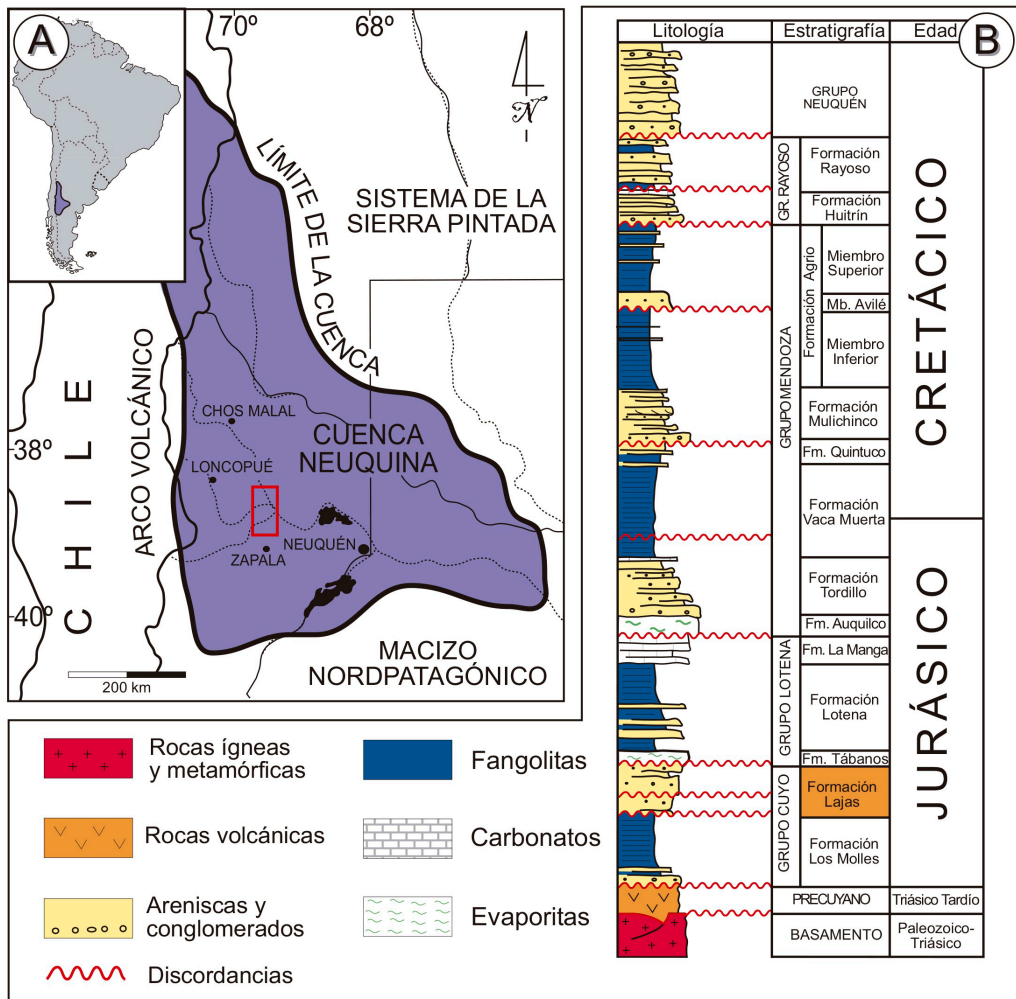 A
70º
68º
N
LÍMITE DE LA CUENCA
SISTEMA DE LA
SIERRA PINTADA
CHILE
ARCO VOLCÁNICO
CHOS MALAL
38º
CUENCA
NEUQUINA
LONCOPUÉ
NEUQUÉN
ZAPALA
40º
MACIZO
NORDPATAGÓNICO
200 km
Rocas ígneas
y metamórficas
Rocas volcánicas
Areniscas y
conglomerados
Discordancias
Fangolitas
Carbonatos
Evaporitas
B
Litología
Estratigrafía
Edad
GRUPO
NEUQUÉN
GR. RAYOSO
Formación
Rayoso
Formación
Huitrín
GRUPO MENDOZA
Formación Agrio
Miembro
Superior
Mb. Avilé
Miembro
Inferior
Formación
Mulichinco
Fm. Quintuco
Formación
Vaca Muerta
Formación
Tordillo
Fm. Auquilco
GRUPO LOTENA
Fm. La Manga
Formación
Lotena
Fm. Tábanos
GRUPO CUYO
Formación
Lajas
Formación
Los Molles
PRECUYANO
BASAMENTO
CRETÁCICO
JURÁSICO
Triásico Tardío
Paleozoico-
Triásico